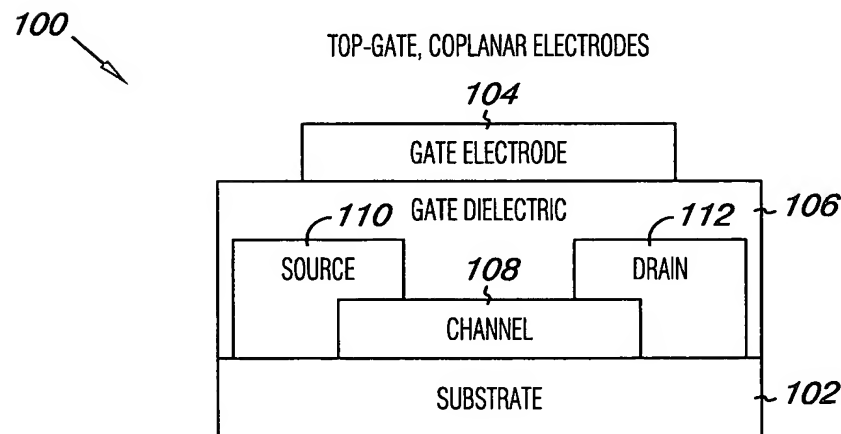 100
TOP-GATE, COPLANAR ELECTRODES
104
GATE ELECTRODE
GATE DIELECTRIC
106
110
112
SOURCE
108
DRAIN
CHANNEL
SUBSTRATE
102